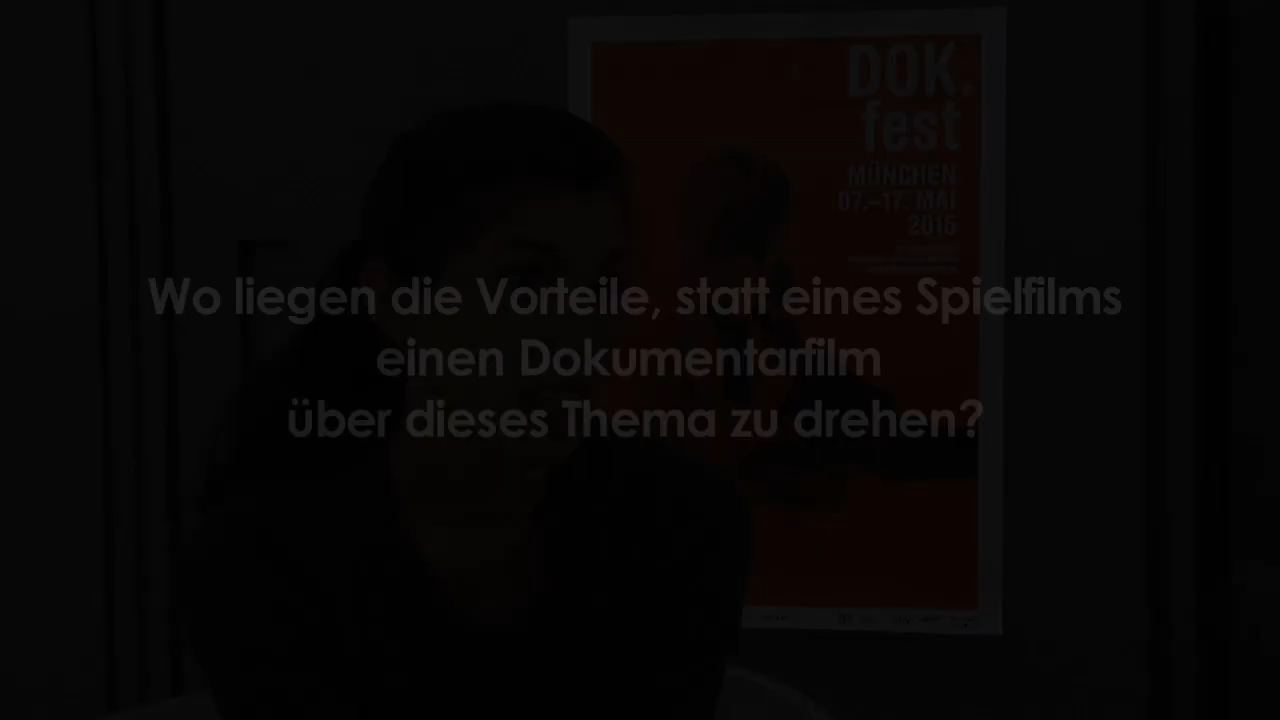 DOK.
fest
MÜNCHEN
07.–17. MAI
2016
Wo liegen die Vorteile, statt eines Spielfilms
einen Dokumentarfilm
über dieses Thema zu drehen?